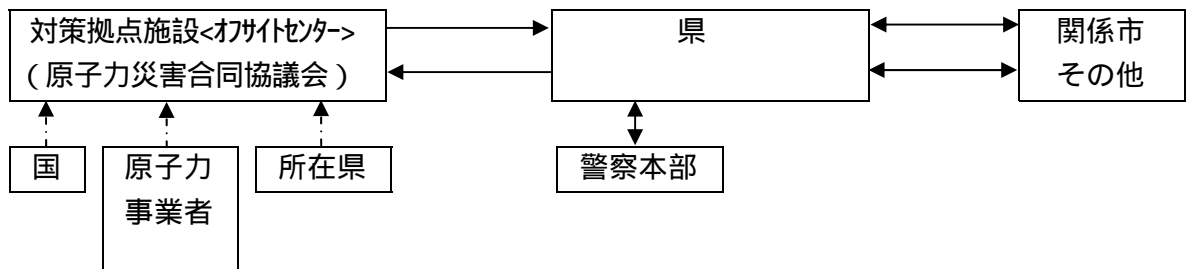 対策拠点施設<ｵﾌｻｲﾄｾﾝﾀｰ>
(原子力災害合同協議会)
県
関係市
その他
国
原子力
事業者
所在県
警察本部